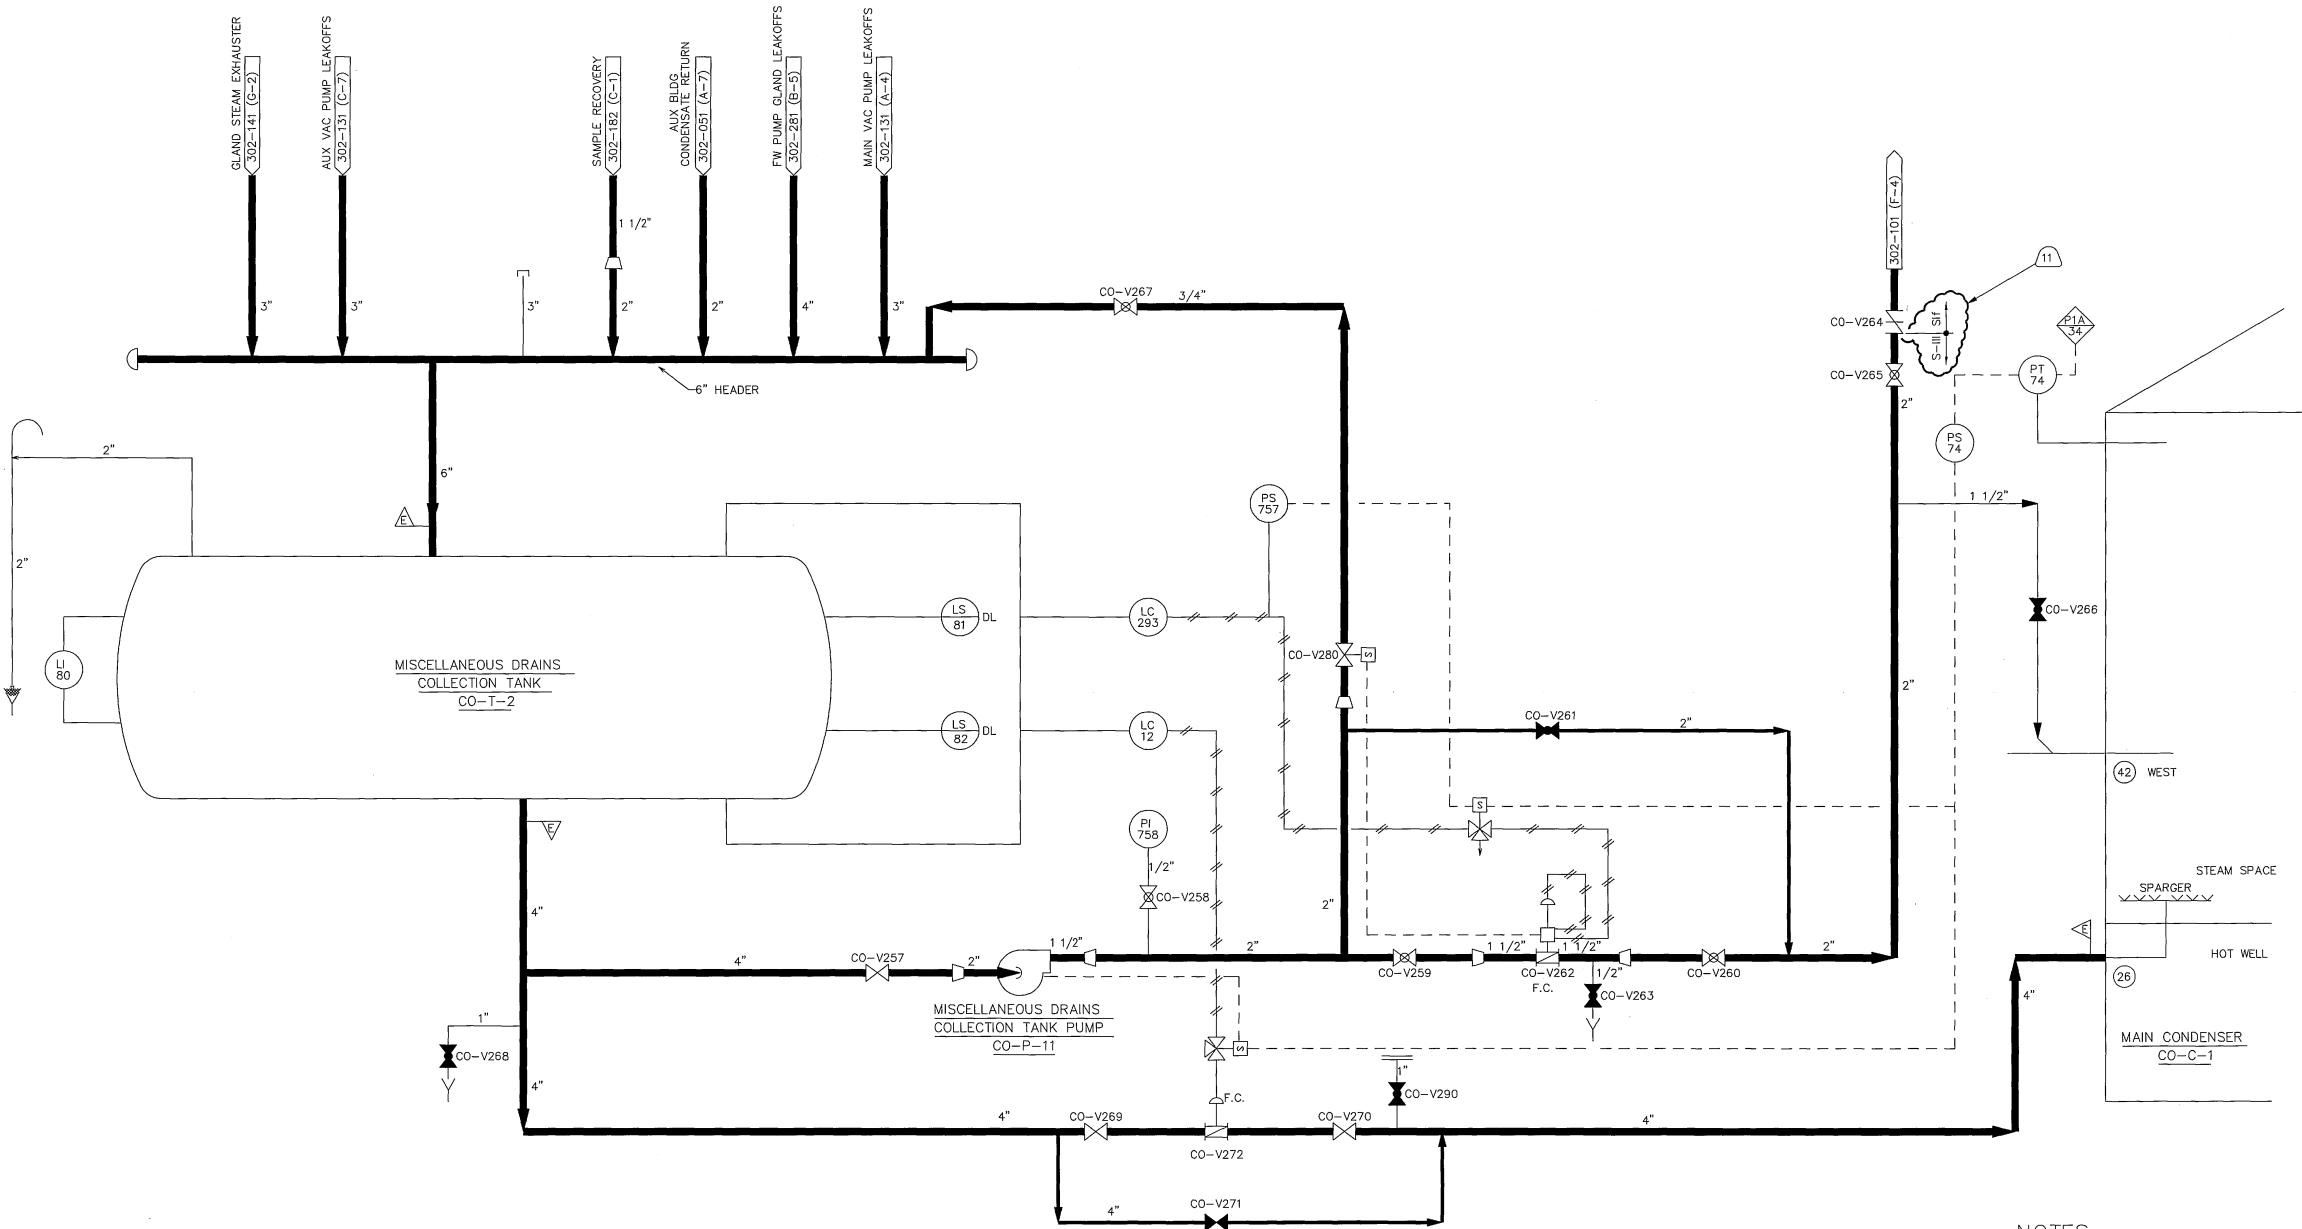 GLAND STEAM EXHAUSTER
302-141 (G-2)
AUX VAC PUMP LEAKOFFS
302-131 (C-7)
SAMPLE RECOVERY
302-182 (C-1)
AUX BLDG
CONDENSATE RETURN
302-051 (A-7)
FW PUMP GLAND LEAKOFFS
302-281 (B-5)
MAIN VAC PUMP LEAKOFFS
302-131 (A-4)
302-101 (F-4)
1 1/2"
11
3"
3"
3"
2"
2"
4"
3"
CO-V267
3/4"
CO-V264
S-III
SIf
P1A
34
CO-V265
PT
74
6" HEADER
2"
2"
6"
PS
74
E
PS
757
1 1/2"
2"
LS
81
DL
LC
293
CO-V266
LI
80
MISCELLANEOUS DRAINS
COLLECTION TANK
CO-T-2
CO-V280
S
2"
LS
82
DL
LC
12
CO-V261
2"
42
WEST
S
E
PI
758
1/2"
CO-V258
STEAM SPACE
SPARGER
4"
2"
E
1 1/2"
2"
1 1/2"
1 1/2"
2"
HOT WELL
4"
CO-V257
2"
CO-V259
CO-V262
F.C.
1/2"
CO-V263
CO-V260
26
4"
MISCELLANEOUS DRAINS
COLLECTION TANK PUMP
CO-P-11
1"
CO-V268
S
MAIN CONDENSER
CO-C-1
1"
CO-V290
4"
F.C.
4"
CO-V269
CO-V270
4"
CO-V272
4"
CO-V271
NOTES